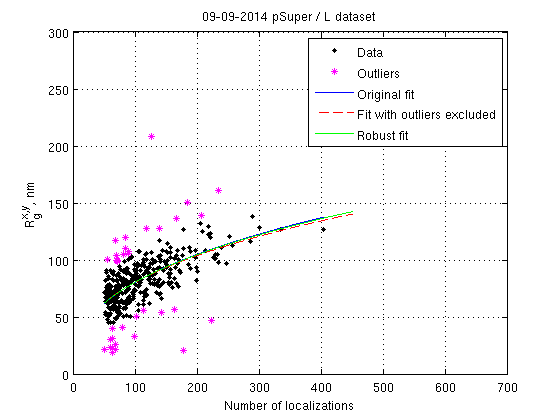 09-09-2014 pSuper / L dataset
300
250
200
150
100
50
0
R_g^{x,y}, nm
Data
Outliers
Original fit
Fit with outliers excluded
Robust fit
0 100 200 300 400 500 600 700
Number of localizations